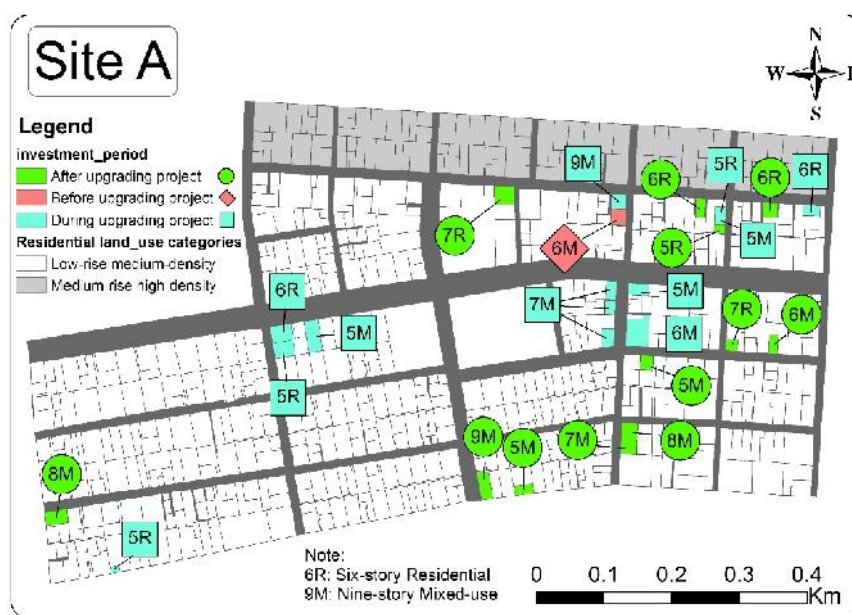 Site A
N
W
S
Legend
investment_period
After upgrading project
Before upgrading project
During upgrading project
Residential land_use categories
Low-rise medium-density
Medium rise high density
9M
6R
5R
6R
6R
7R
6M
5R
5M
6R
7M
5M
5M
6M
7R
6M
5R
5M
9M
5M
7M
8M
8M
5R
Note:
6R: Six-story Residential
9M: Nine-story Mixed-use
0 0.1 0.2 0.3 0.4
Km